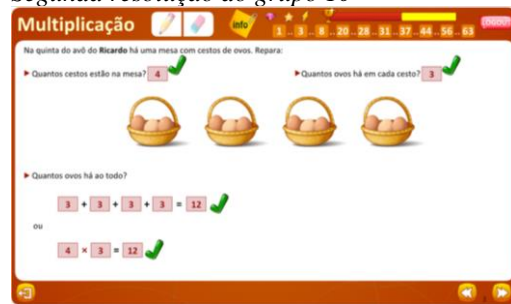 Segunda resolução do grupo 10
Multiplicação
info
1 .. 3 .. 8 .. 20 .. 28 .. 31 .. 37 .. 44 .. 56 .. 63
Na quinta do avô do Ricardo há uma mesa com cestos de ovos. Repara:
Quantos cestos estão na mesa? 4
Quantos ovos há em cada cesto? 3
Quantos ovos há ao todo?
3 + 3 + 3 + 3 = 12
ou
4 × 3 = 12